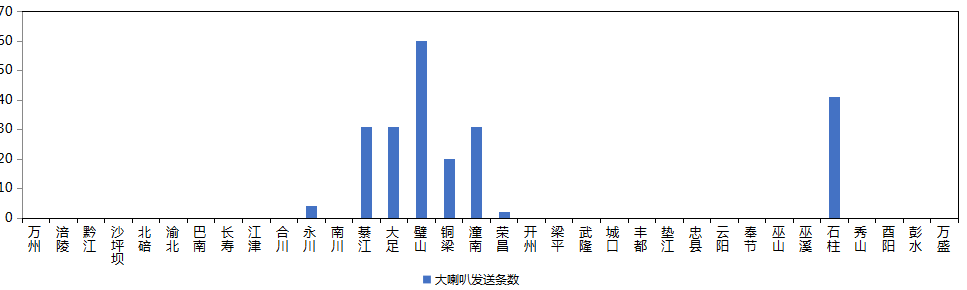 70
60
50
40
30
20
10
0
万州
涪陵
黔江
沙坪坝
北碚
渝北
巴南
长寿
江津
合川
永川
南川
綦江
大足
璧山
铜梁
潼南
荣昌
开州
梁平
武隆
城口
丰都
垫江
忠县
云阳
奉节
巫山
巫溪
石柱
秀山
酉阳
彭水
万盛
大喇叭发送条数